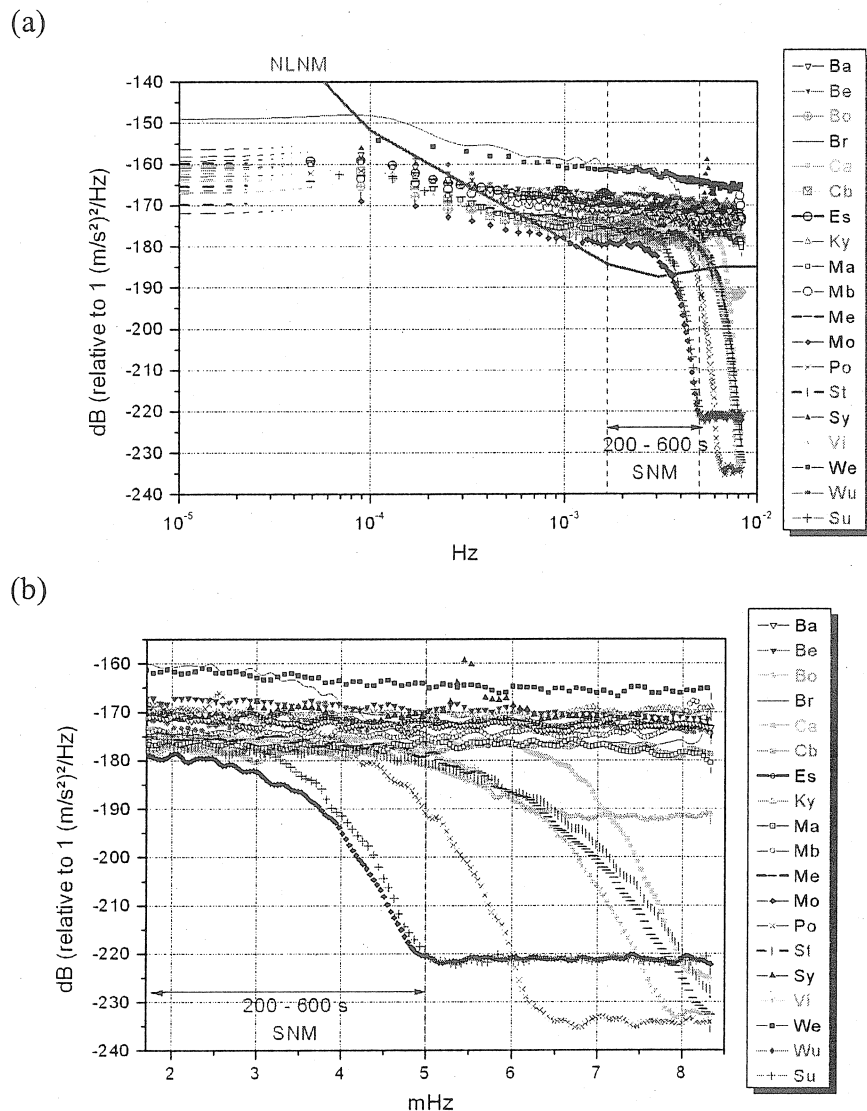 (a)
NLNM
-140
-150
-160
-170
-180
-190
-200
-210
-220
-230
-240
dB (relative to 1 (m/s²)²/Hz)
10⁻⁵
10⁻⁴
10⁻³
10⁻²
Hz
200 - 600 s
SNM
Ba
Be
Bo
Br
Ca
Cb
Es
Ky
Ma
Mb
Me
Mo
Po
St
Sy
Vi
We
Wu
Su
(b)
-160
-170
-180
-190
-200
-210
-220
-230
-240
dB (relative to 1 (m/s²)²/Hz)
2
3
4
5
6
7
8
mHz
200 - 600 s
SNM
Ba
Be
Bo
Br
Ca
Cb
Es
Ky
Ma
Mb
Me
Mo
Po
St
Sy
Vi
We
Wu
Su